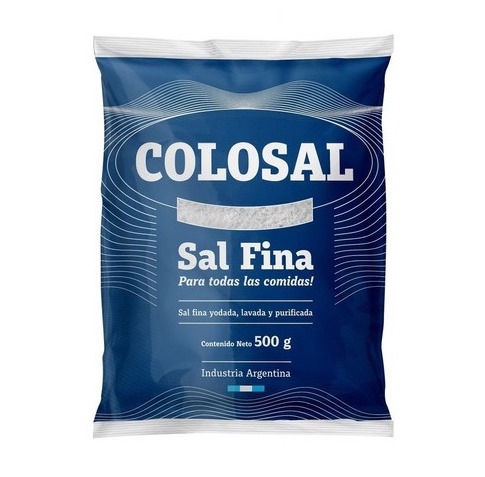 COLOSAL
Sal Fina
Para todas las comidas!
Sal fina yodada, lavada y purificada
Contenido Neto 500 g
Industria Argentina